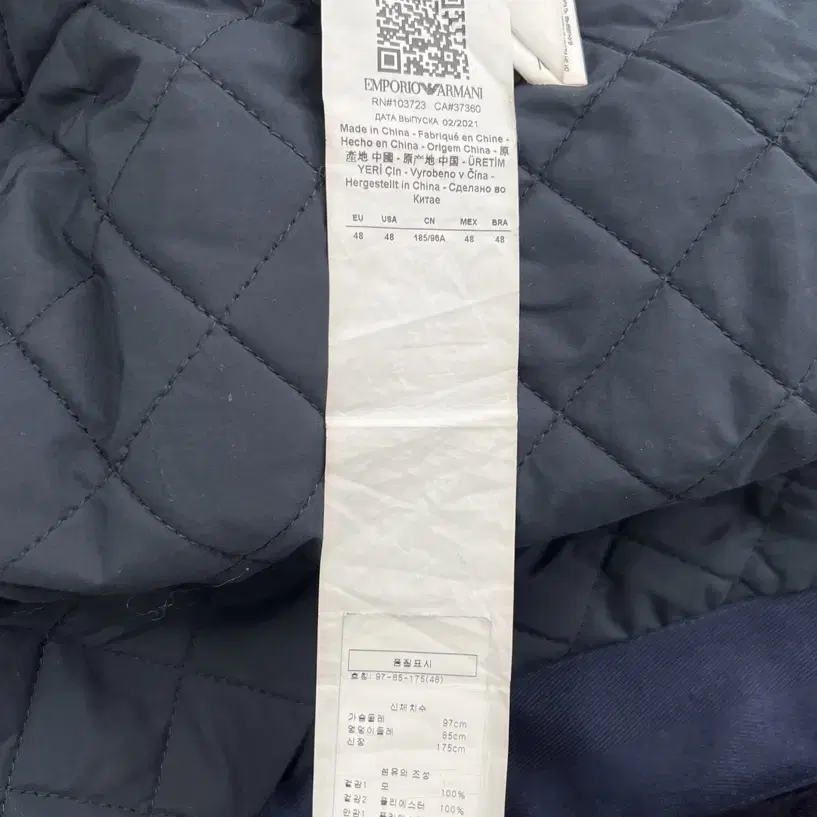 EMPORIO ARMANI
RN#103723 CA#37360
ДАТА ВЫПУСКА 02/2021
Made in China - Fabriqué en Chine -
Hecho en China - Origem China - 原
產地 中國 - 原产地 中国 - ÜRETİM
YERİ Çin - Vyrobeno v Čína -
Hergestellt in China - Сделано во
Китае
EU USA CN MEX BRA
48 48 185/96A 48 48
품질표시
호칭: 97-85-175(48)
신체치수
가슴둘레 97cm
엉덩이둘레 85cm
신장 175cm
섬유의 조성
겉감1 모 100%
겉감2 폴리에스터 100%
안감1